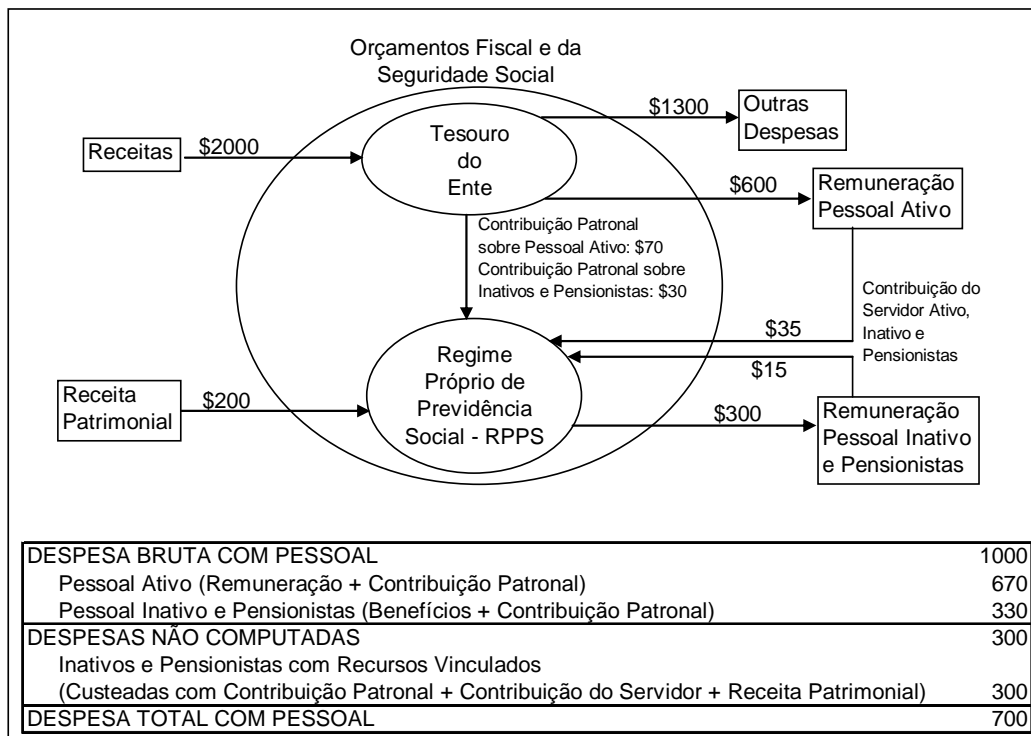 Orçamentos Fiscal e da
Seguridade Social
Receitas
$2000
Tesouro
do
Ente
$1300
Outras
Despesas
$600
Remuneração
Pessoal Ativo
Contribuição Patronal
sobre Pessoal Ativo: $70
Contribuição Patronal sobre
Inativos e Pensionistas: $30
Contribuição do
Servidor Ativo,
Inativo e
Pensionistas
$35
$15
Receita
Patrimonial
$200
Regime
Próprio de
Previdência
Social - RPPS
$300
Remuneração
Pessoal Inativo
e Pensionistas
DESPESA BRUTA COM PESSOAL 1000
Pessoal Ativo (Remuneração + Contribuição Patronal) 670
Pessoal Inativo e Pensionistas (Benefícios + Contribuição Patronal) 330
DESPESAS NÃO COMPUTADAS 300
Inativos e Pensionistas com Recursos Vinculados
(Custeadas com Contribuição Patronal + Contribuição do Servidor + Receita Patrimonial) 300
DESPESA TOTAL COM PESSOAL 700